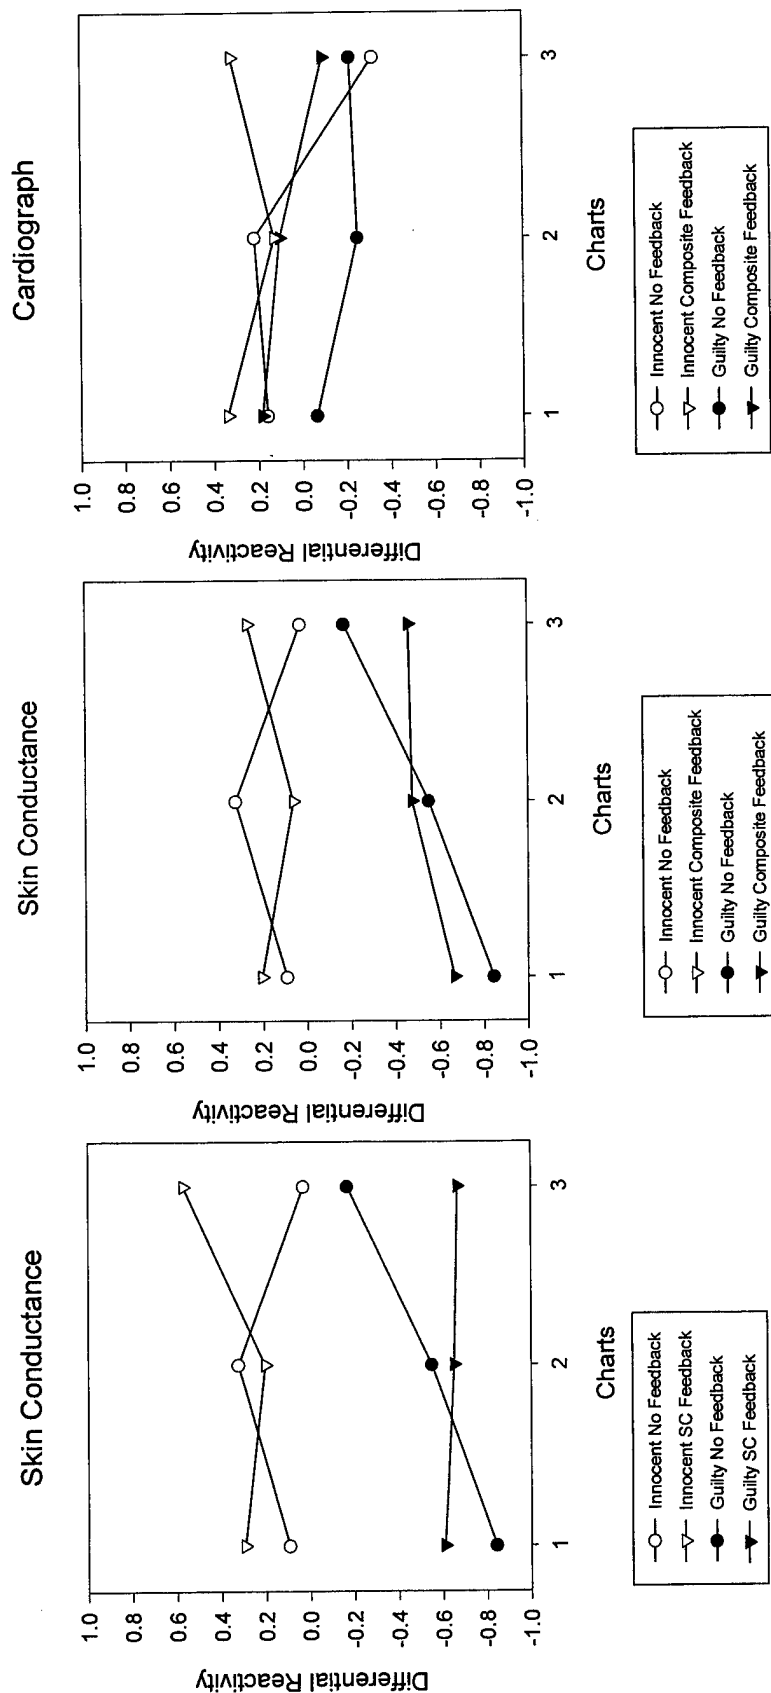 Skin Conductance
Differential Reactivity
1.0
0.8
0.6
0.4
0.2
0.0
-0.2
-0.4
-0.6
-0.8
-1.0
1 2 3
Charts
Innocent No Feedback
Innocent SC Feedback
Guilty No Feedback
Guilty SC Feedback
Skin Conductance
Differential Reactivity
1.0
0.8
0.6
0.4
0.2
0.0
-0.2
-0.4
-0.6
-0.8
-1.0
1 2 3
Charts
Innocent No Feedback
Innocent Composite Feedback
Guilty No Feedback
Guilty Composite Feedback
Cardiograph
Differential Reactivity
1.0
0.8
0.6
0.4
0.2
0.0
-0.2
-0.4
-0.6
-0.8
-1.0
1 2 3
Charts
Innocent No Feedback
Innocent Composite Feedback
Guilty No Feedback
Guilty Composite Feedback